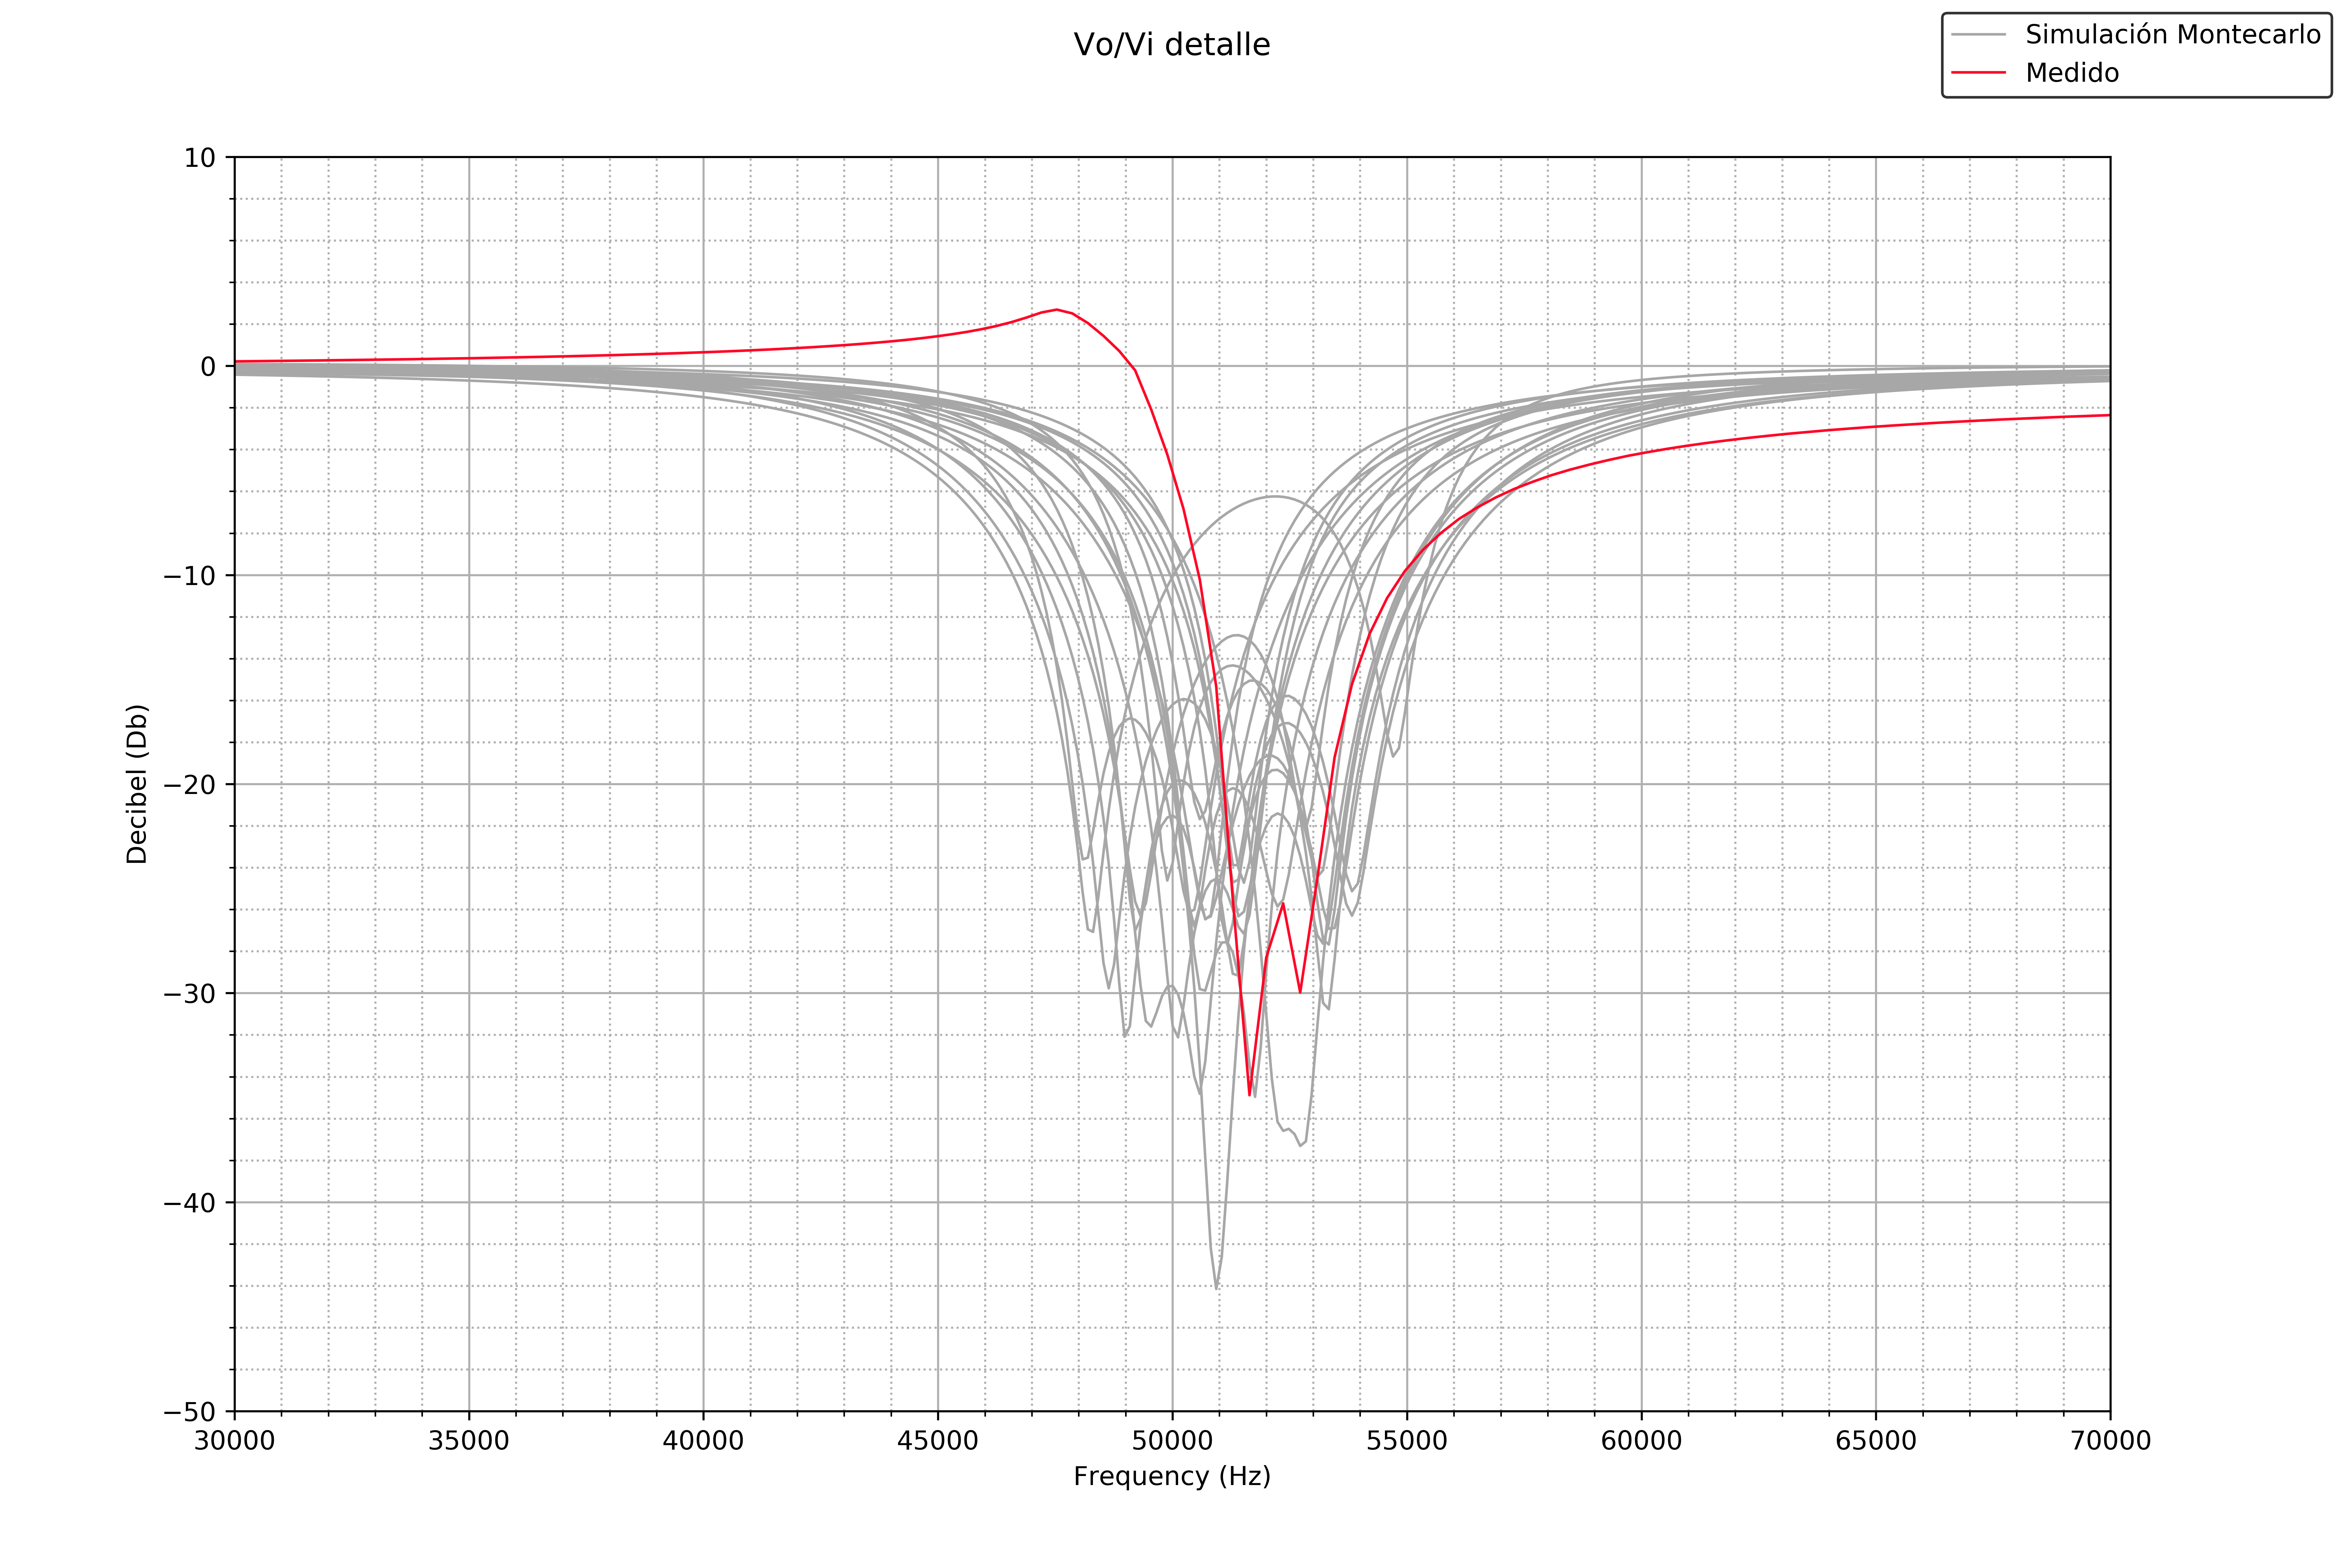 Vo/Vi detalle
Simulación Montecarlo
Medido
10
0
−10
−20
−30
−40
−50
Decibel (Db)
30000 35000 40000 45000 50000 55000 60000 65000 70000
Frequency (Hz)